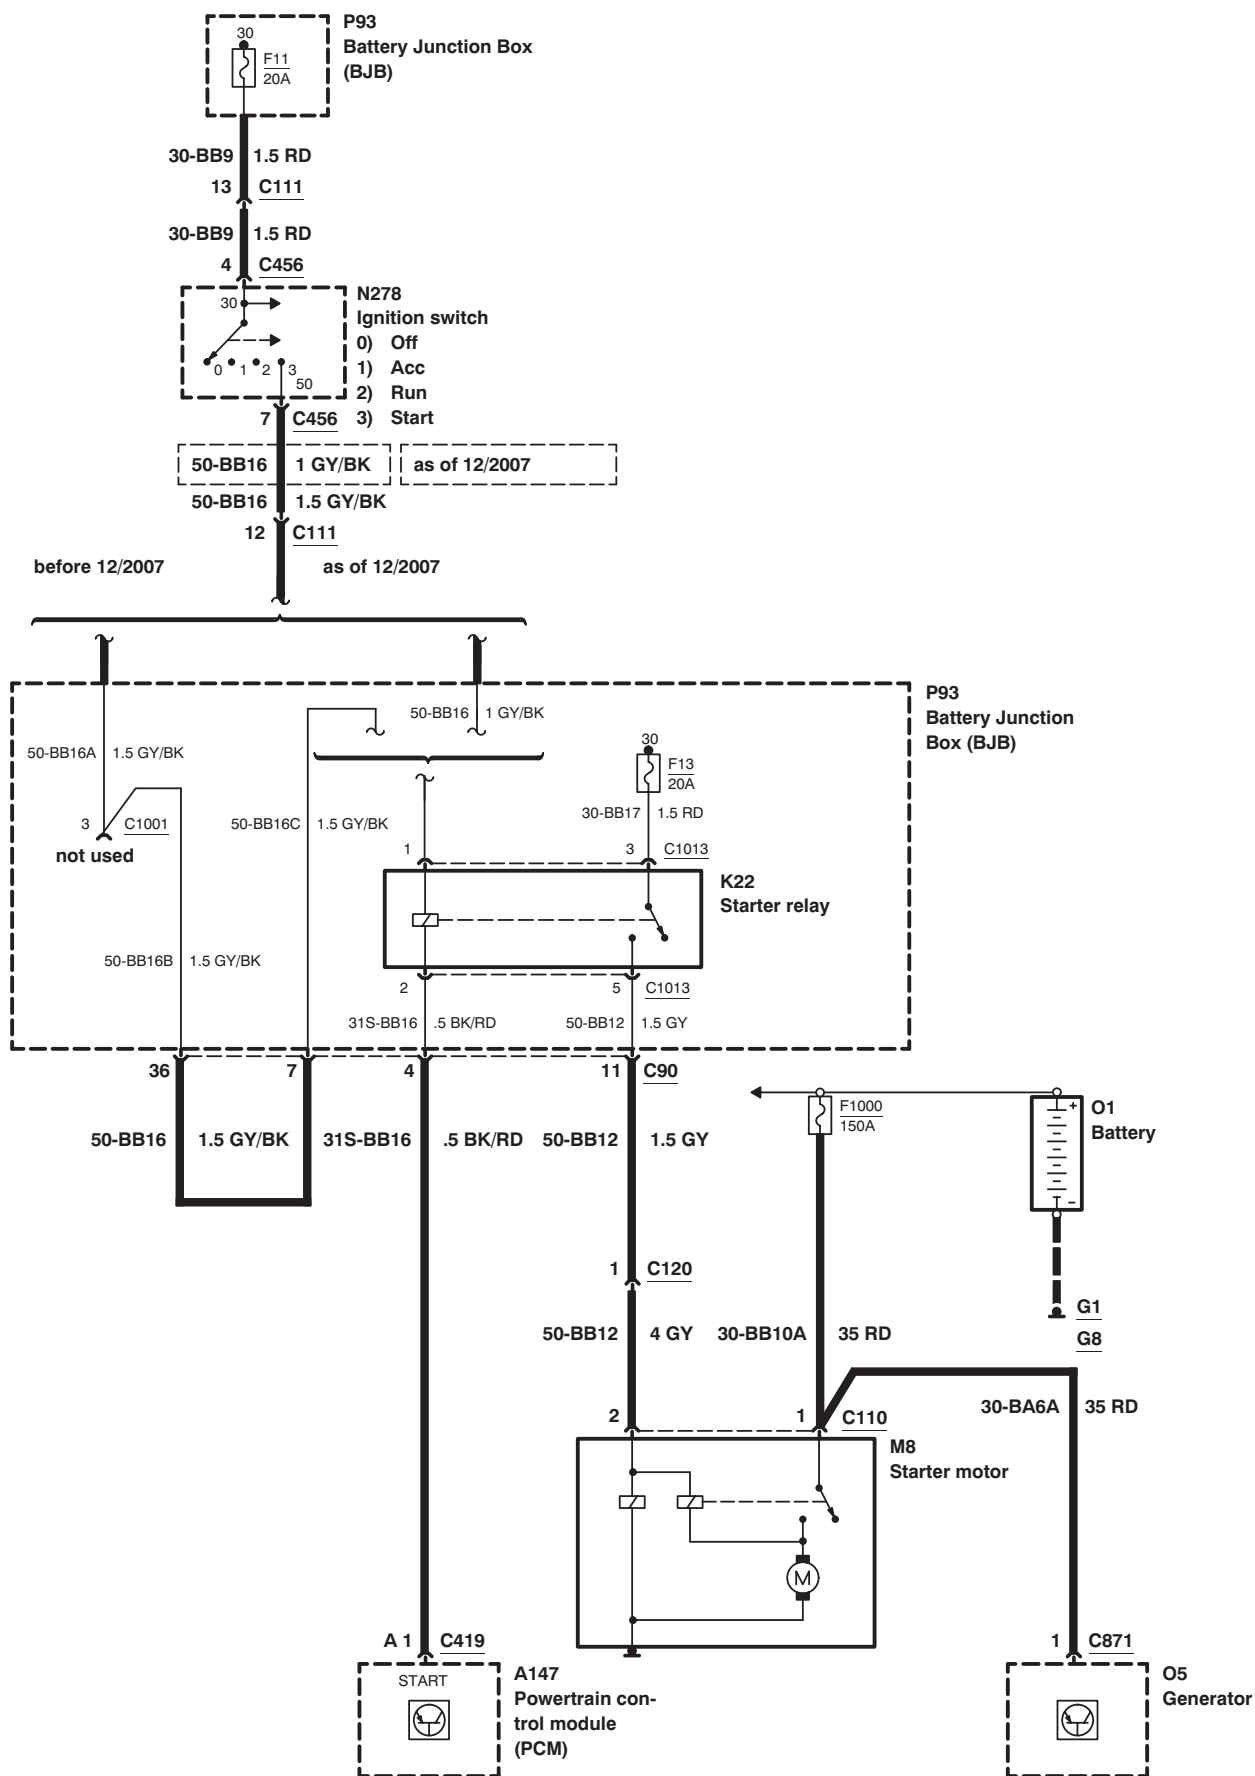 P93
Battery Junction Box
(BJB)
30
F11
20A
30-BB9 1.5 RD
13 C111
30-BB9 1.5 RD
4 C456
N278
Ignition switch
0) Off
1) Acc
2) Run
3) Start
30
0 1 2 3
50
7 C456
50-BB16 1 GY/BK as of 12/2007
50-BB16 1.5 GY/BK
12 C111
before 12/2007 as of 12/2007
P93
Battery Junction
Box (BJB)
50-BB16 1 GY/BK
30
F13
20A
50-BB16A 1.5 GY/BK
30-BB17 1.5 RD
3 C1001
not used
50-BB16C 1.5 GY/BK
1 3 C1013
K22
Starter relay
50-BB16B 1.5 GY/BK
2 5 C1013
31S-BB16 .5 BK/RD 50-BB12 1.5 GY
36 7 4 11 C90
F1000
150A
+
-
O1
Battery
50-BB16 1.5 GY/BK 31S-BB16 .5 BK/RD 50-BB12 1.5 GY
1 C120
G1
G8
50-BB12 4 GY 30-BB10A 35 RD
30-BA6A 35 RD
2 1 C110
M8
Starter motor
M
A 1 C419
1 C871
START
A147
Powertrain con-
trol module
(PCM)
O5
Generator